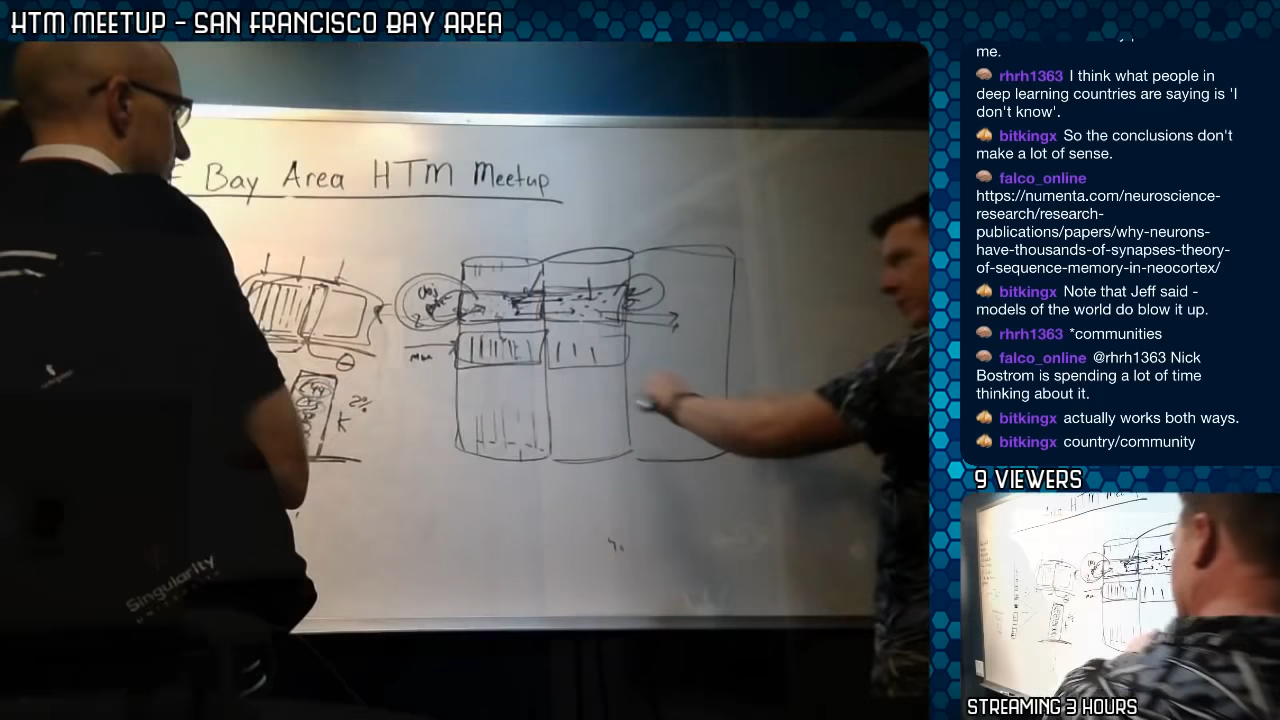 HTM MEETUP - SAN FRANCISCO BAY AREA
Bay Area HTM Meetup
2%
K
Singularity
me.
rhrh1363 I think what people in
deep learning countries are saying is 'I
don't know'.
bitkingx So the conclusions don't
make a lot of sense.
falco_online
https://numenta.com/neuroscience-
research/research-
publications/papers/why-neurons-
have-thousands-of-synapses-theory-
of-sequence-memory-in-neocortex/
bitkingx Note that Jeff said -
models of the world do blow it up.
rhrh1363 *communities
falco_online @rhrh1363 Nick
Bostrom is spending a lot of time
thinking about it.
bitkingx actually works both ways.
bitkingx country/community
9 VIEWERS
STREAMING 3 HOURS